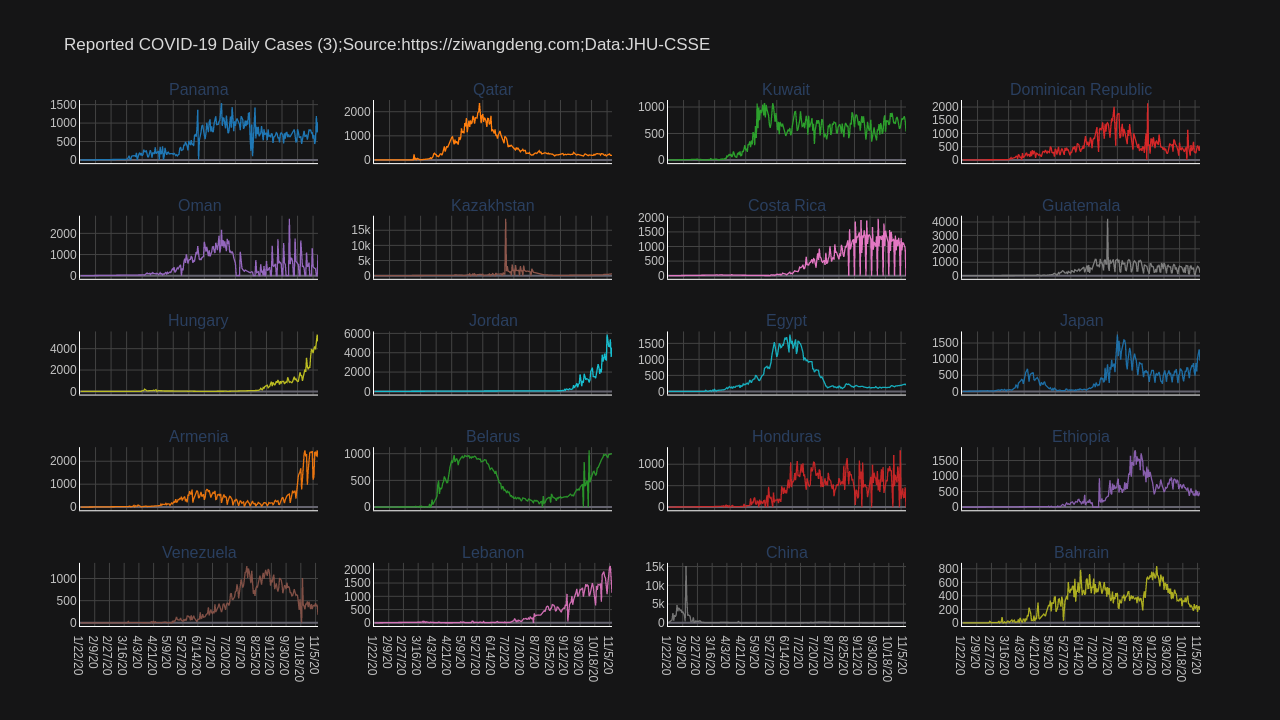 Reported COVID-19 Daily Cases (3);Source:https://ziwangdeng.com;Data:JHU-CSSE
Panama
1500
1000
500
0
Qatar
2000
1000
0
Kuwait
1000
500
0
Dominican Republic
2000
1500
1000
500
0
Oman
2000
1000
0
Kazakhstan
15k
10k
5k
0
Costa Rica
2000
1500
1000
500
0
Guatemala
4000
3000
2000
1000
0
Hungary
4000
2000
0
Jordan
6000
4000
2000
0
Egypt
1500
1000
500
0
Japan
1500
1000
500
0
Armenia
2000
1000
0
Belarus
1000
500
0
Honduras
1000
500
0
Ethiopia
1500
1000
500
0
Venezuela
1000
500
0
Lebanon
2000
1500
1000
500
0
China
15k
10k
5k
0
Bahrain
800
600
400
200
0
1/22/20 2/9/20 3/16/20 4/3/20 4/21/20 5/9/20 5/27/20 6/14/20 7/2/20 7/20/20 8/7/20 8/25/20 9/12/20 9/30/20 10/18/20 11/5/20
1/22/20 2/9/20 3/16/20 4/3/20 4/21/20 5/9/20 5/27/20 6/14/20 7/2/20 7/20/20 8/7/20 8/25/20 9/12/20 9/30/20 10/18/20 11/5/20
1/22/20 2/9/20 3/16/20 4/3/20 4/21/20 5/9/20 5/27/20 6/14/20 7/2/20 7/20/20 8/7/20 8/25/20 9/12/20 9/30/20 10/18/20 11/5/20
1/22/20 2/9/20 3/16/20 4/3/20 4/21/20 5/9/20 5/27/20 6/14/20 7/2/20 7/20/20 8/7/20 8/25/20 9/12/20 9/30/20 10/18/20 11/5/20